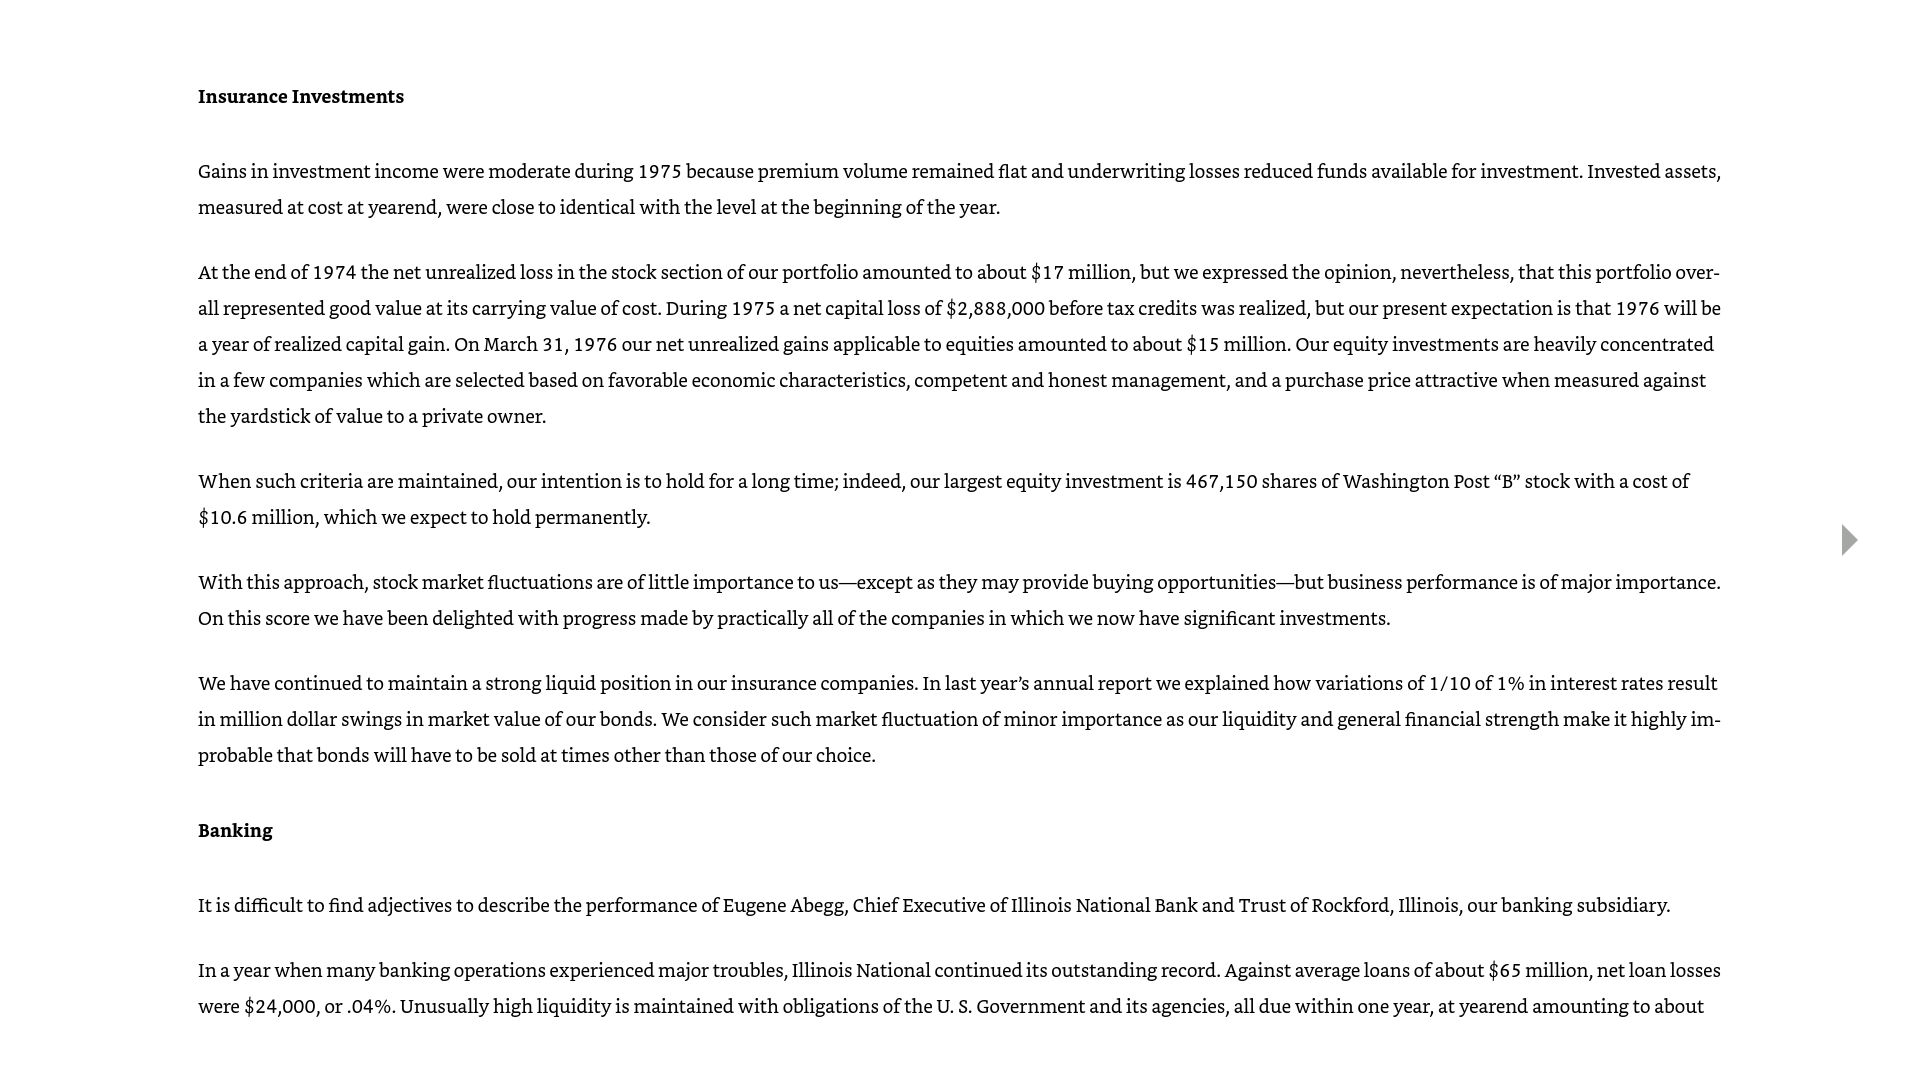 Insurance Investments
Gains in investment income were moderate during 1975 because premium volume remained flat and underwriting losses reduced funds available for investment. Invested assets,
measured at cost at yearend, were close to identical with the level at the beginning of the year.
At the end of 1974 the net unrealized loss in the stock section of our portfolio amounted to about $17 million, but we expressed the opinion, nevertheless, that this portfolio over-
all represented good value at its carrying value of cost. During 1975 a net capital loss of $2,888,000 before tax credits was realized, but our present expectation is that 1976 will be
a year of realized capital gain. On March 31, 1976 our net unrealized gains applicable to equities amounted to about $15 million. Our equity investments are heavily concentrated
in a few companies which are selected based on favorable economic characteristics, competent and honest management, and a purchase price attractive when measured against
the yardstick of value to a private owner.
When such criteria are maintained, our intention is to hold for a long time; indeed, our largest equity investment is 467,150 shares of Washington Post “B” stock with a cost of
$10.6 million, which we expect to hold permanently.
With this approach, stock market fluctuations are of little importance to us—except as they may provide buying opportunities—but business performance is of major importance.
On this score we have been delighted with progress made by practically all of the companies in which we now have significant investments.
We have continued to maintain a strong liquid position in our insurance companies. In last year’s annual report we explained how variations of 1/10 of 1% in interest rates result
in million dollar swings in market value of our bonds. We consider such market fluctuation of minor importance as our liquidity and general financial strength make it highly im-
probable that bonds will have to be sold at times other than those of our choice.
Banking
It is difficult to find adjectives to describe the performance of Eugene Abegg, Chief Executive of Illinois National Bank and Trust of Rockford, Illinois, our banking subsidiary.
In a year when many banking operations experienced major troubles, Illinois National continued its outstanding record. Against average loans of about $65 million, net loan losses
were $24,000, or .04%. Unusually high liquidity is maintained with obligations of the U. S. Government and its agencies, all due within one year, at yearend amounting to about